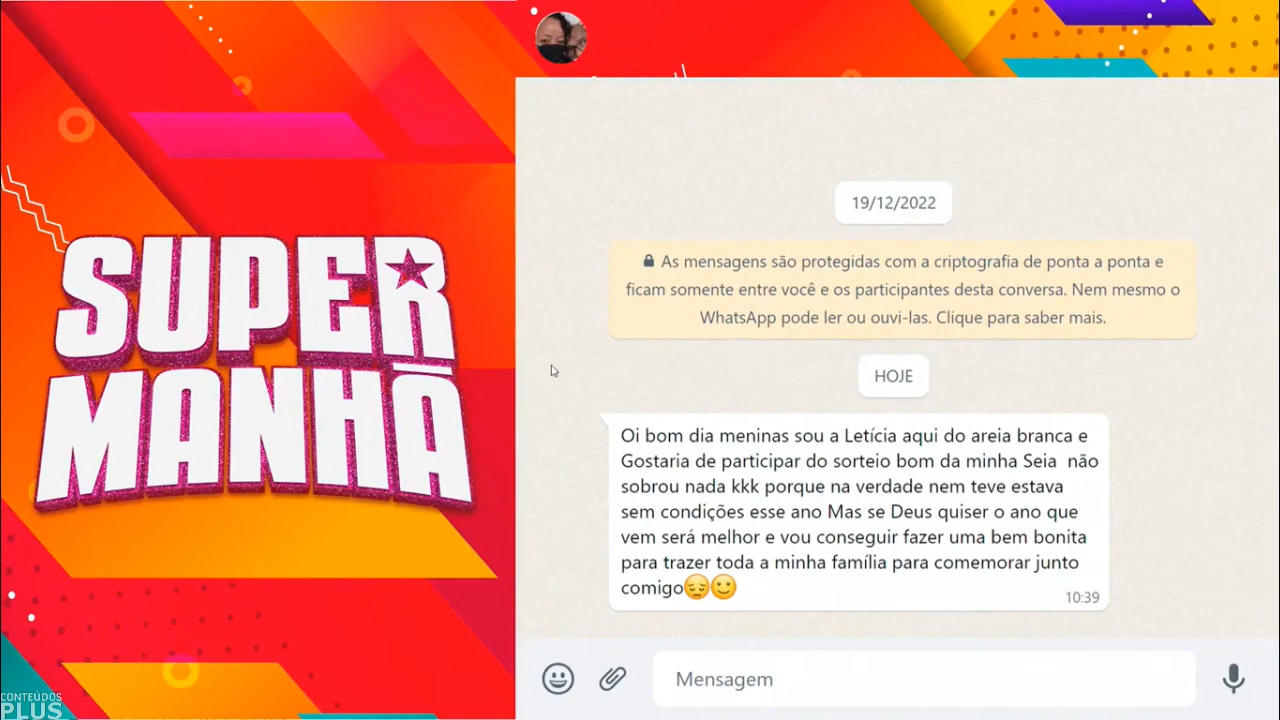 SUPER
MANHÃ
CONTEÚDOS
PLUS
19/12/2022
As mensagens são protegidas com a criptografia de ponta a ponta e
ficam somente entre você e os participantes desta conversa. Nem mesmo o
WhatsApp pode ler ou ouvi-las. Clique para saber mais.
HOJE
Oi bom dia meninas sou a Letícia aqui do areia branca e
Gostaria de participar do sorteio bom da minha Seia não
sobrou nada kkk porque na verdade nem teve estava
sem condições esse ano Mas se Deus quiser o ano que
vem será melhor e vou conseguir fazer uma bem bonita
para trazer toda a minha família para comemorar junto
comigo😔🙂
10:39
Mensagem